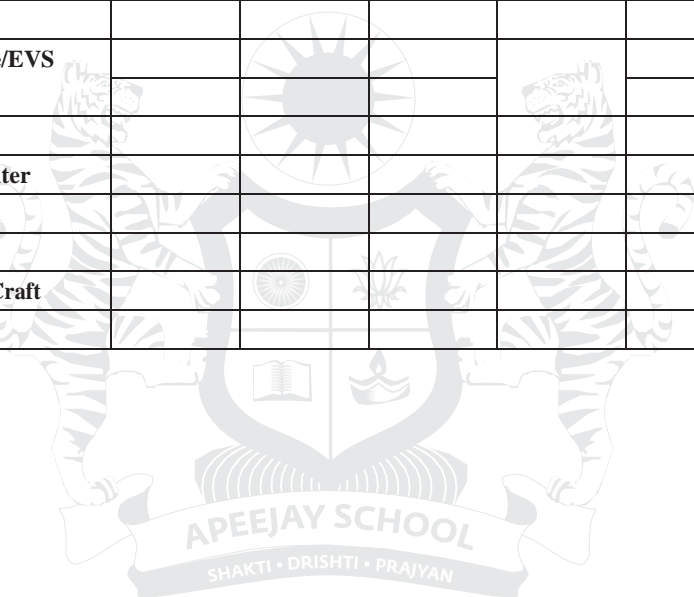 /EVS
ter
Craft
APEEJAY SCHOOL
SHAKTI • DRISHTI • PRAJYAN